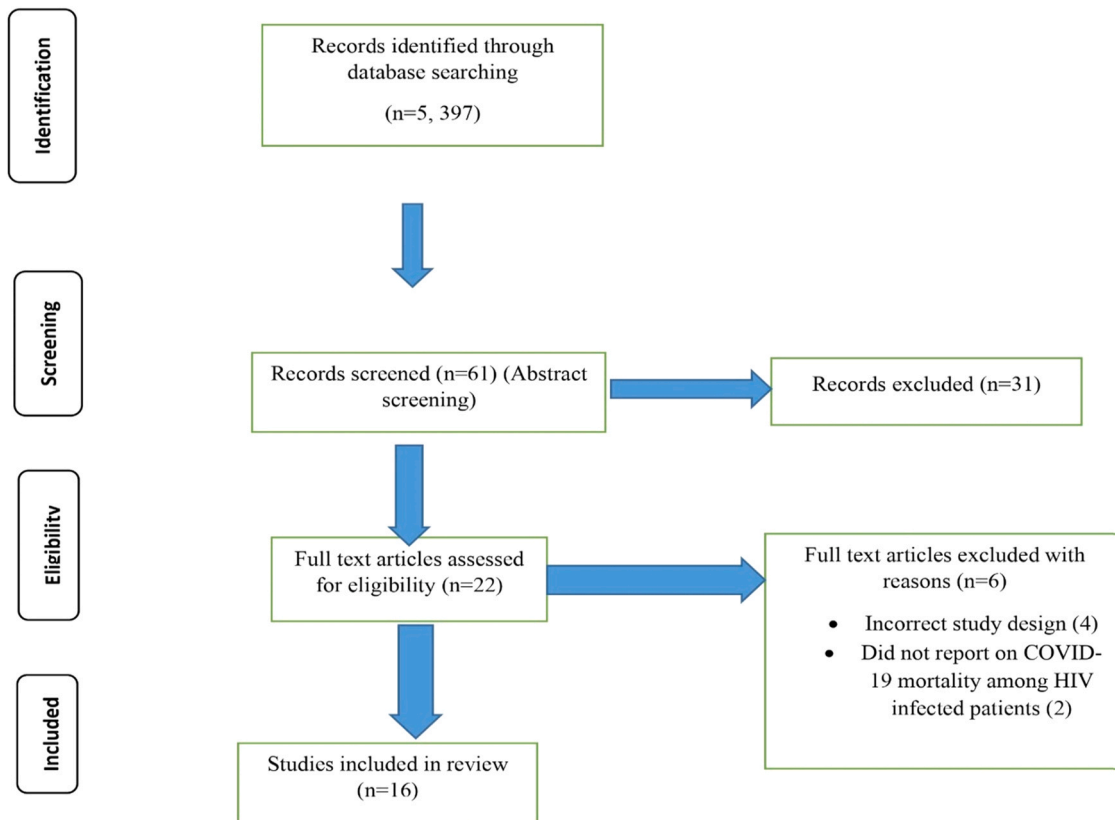 Identification
Records identified through
database searching
(n=5, 397)
Screening
Records screened (n=61) (Abstract
screening)
Records excluded (n=31)
Eligibility
Full text articles assessed
for eligibility (n=22)
Full text articles excluded with
reasons (n=6)
• Incorrect study design (4)
• Did not report on COVID-
19 mortality among HIV
infected patients (2)
Included
Studies included in review
(n=16)